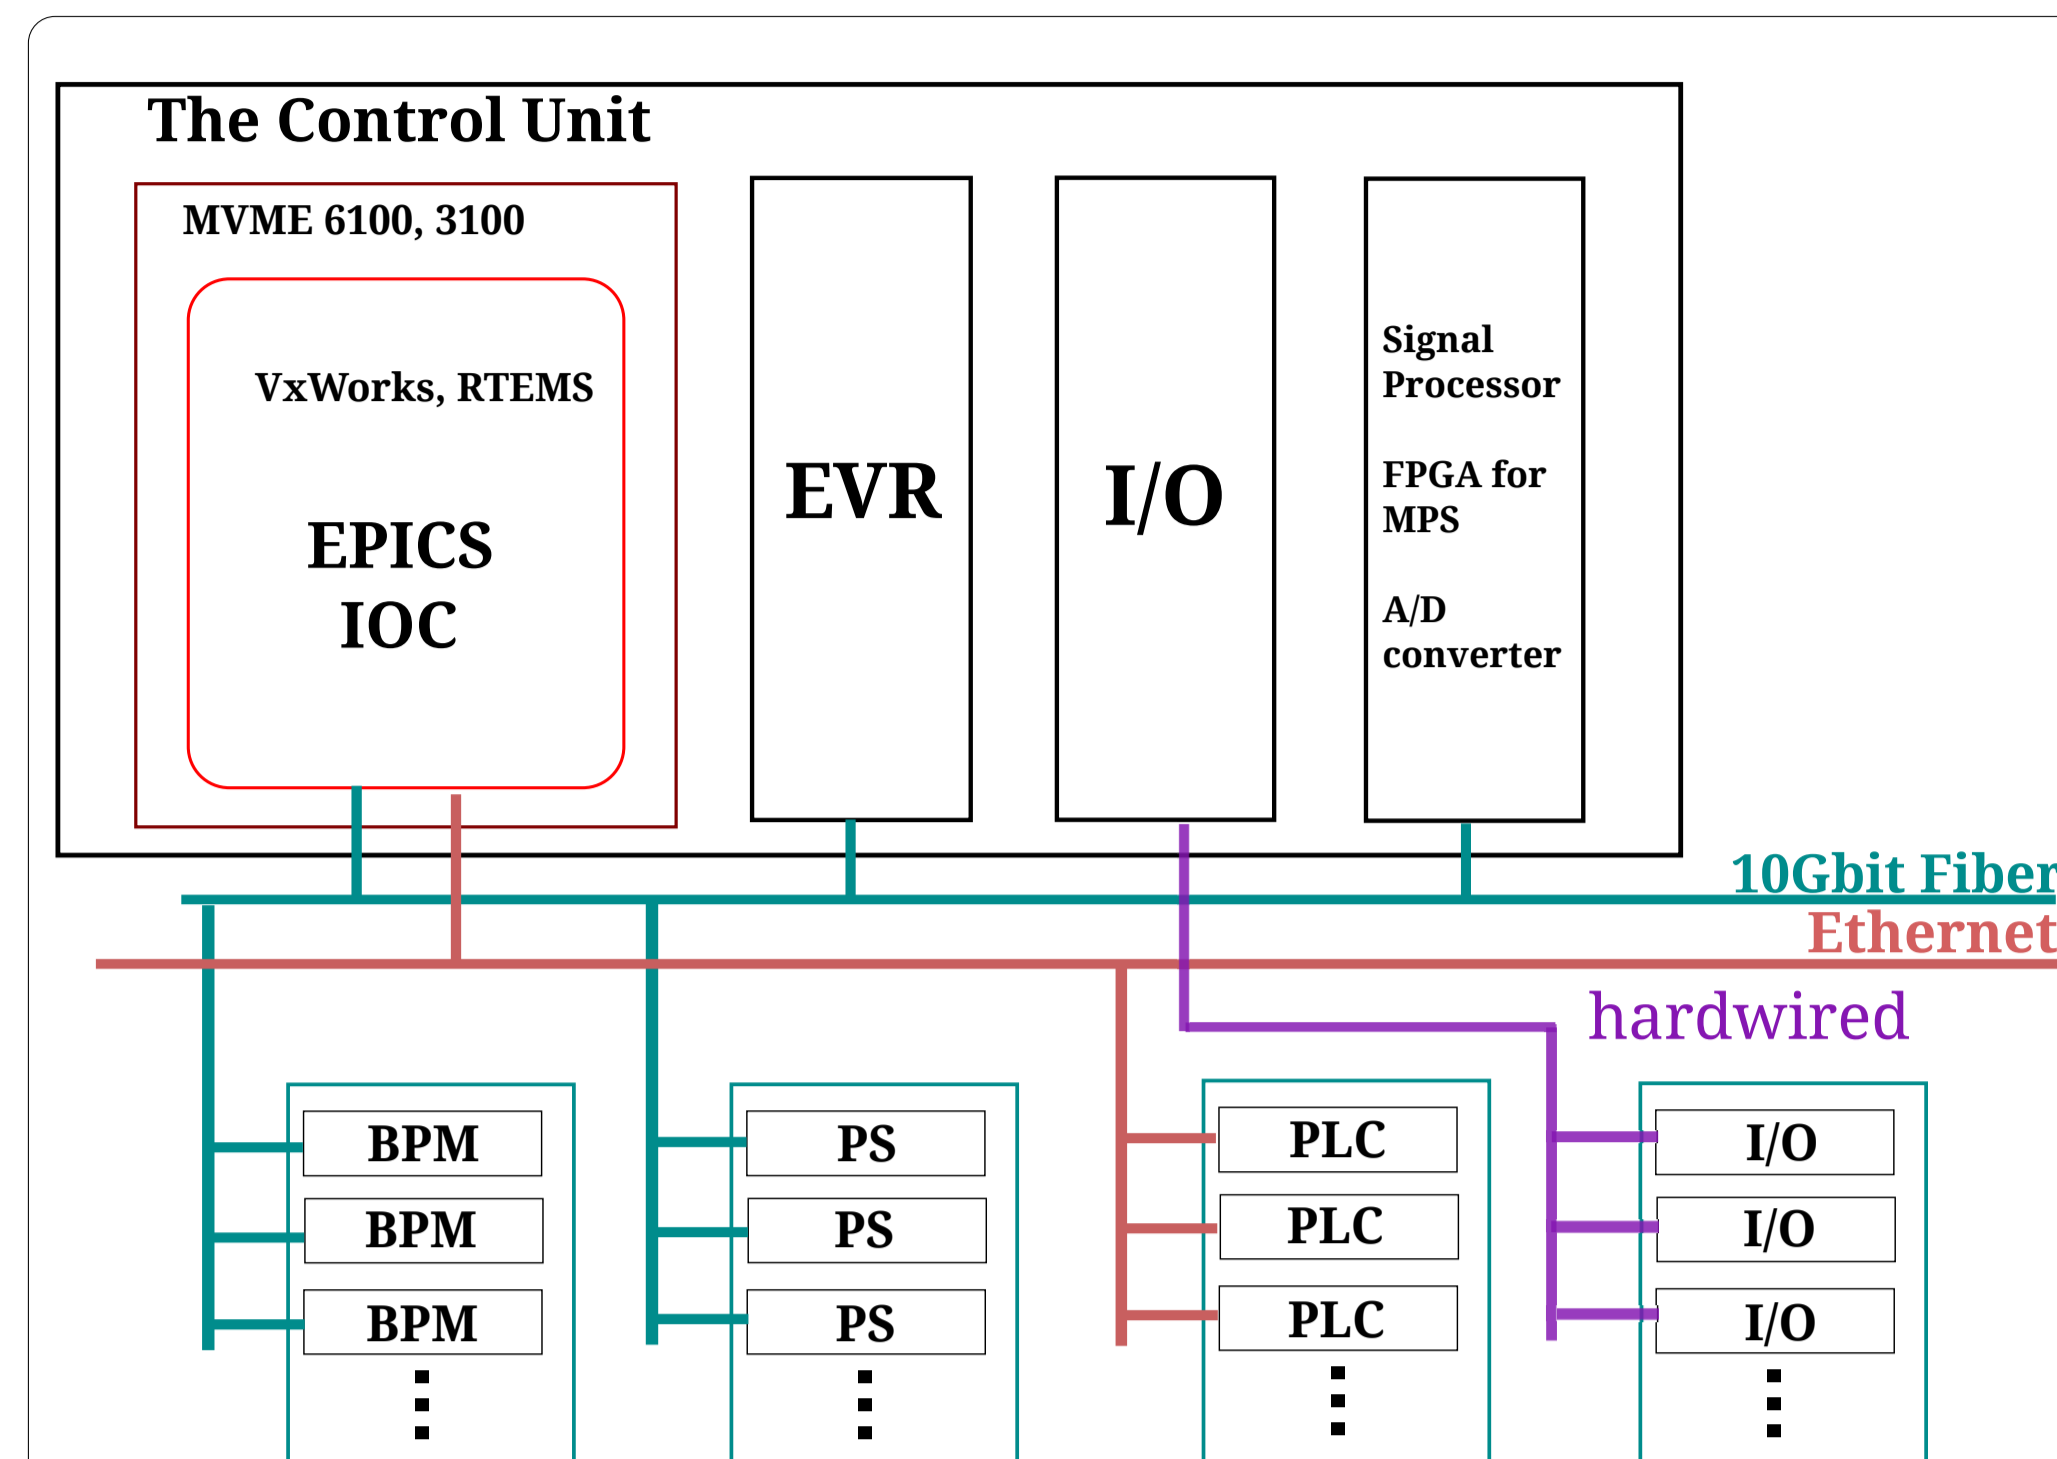 The Control Unit
MVME 6100, 3100
VxWorks, RTEMS
EPICS
IOC
EVR
I/O
Signal
Processor
FPGA for
MPS
A/D
converter
10Gbit Fiber
Ethernet
hardwired
BPM
BPM
BPM
PS
PS
PS
PLC
PLC
PLC
I/O
I/O
I/O